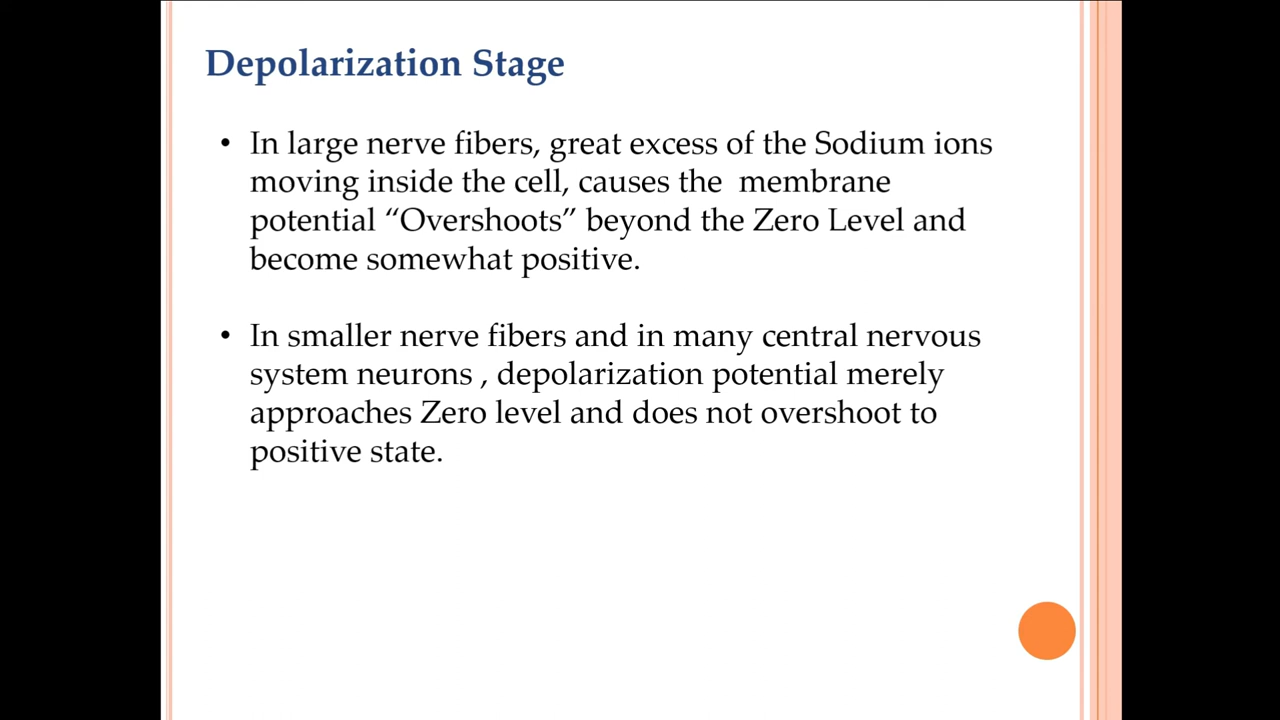 Depolarization Stage
• In large nerve fibers, great excess of the Sodium ions
moving inside the cell, causes the  membrane
potential “Overshoots” beyond the Zero Level and
become somewhat positive.
• In smaller nerve fibers and in many central nervous
system neurons , depolarization potential merely
approaches Zero level and does not overshoot to
positive state.